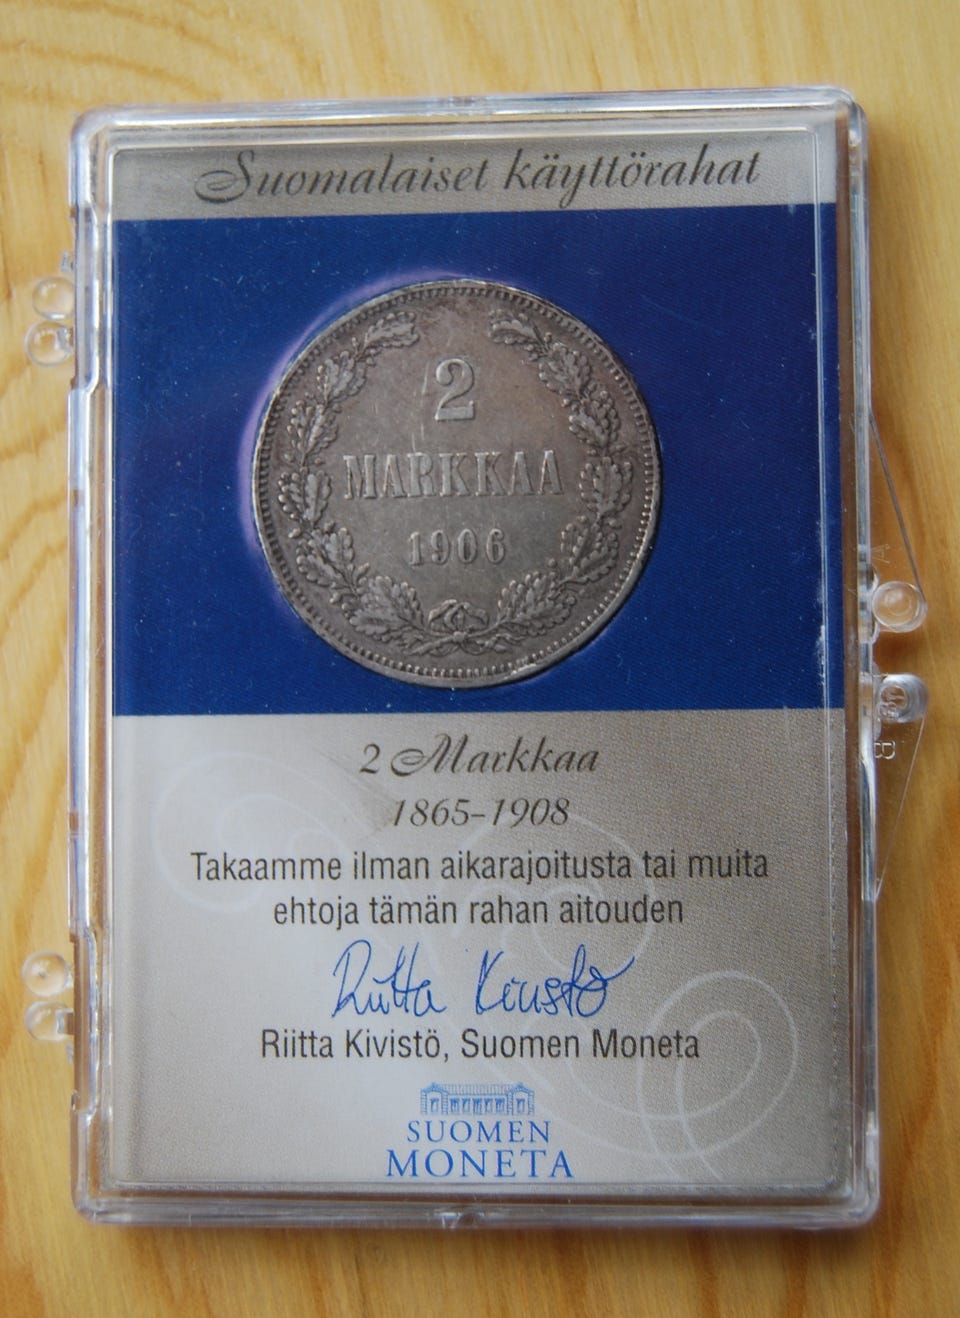 Suomalaiset käyttörahat
2
MARKKAA
1906
2 Markkaa
1865-1908
Takaamme ilman aikarajoitusta tai muita
ehtoja tämän rahan aitouden
Riitta Kivistö
Riitta Kivistö, Suomen Moneta
SUOMEN
MONETA